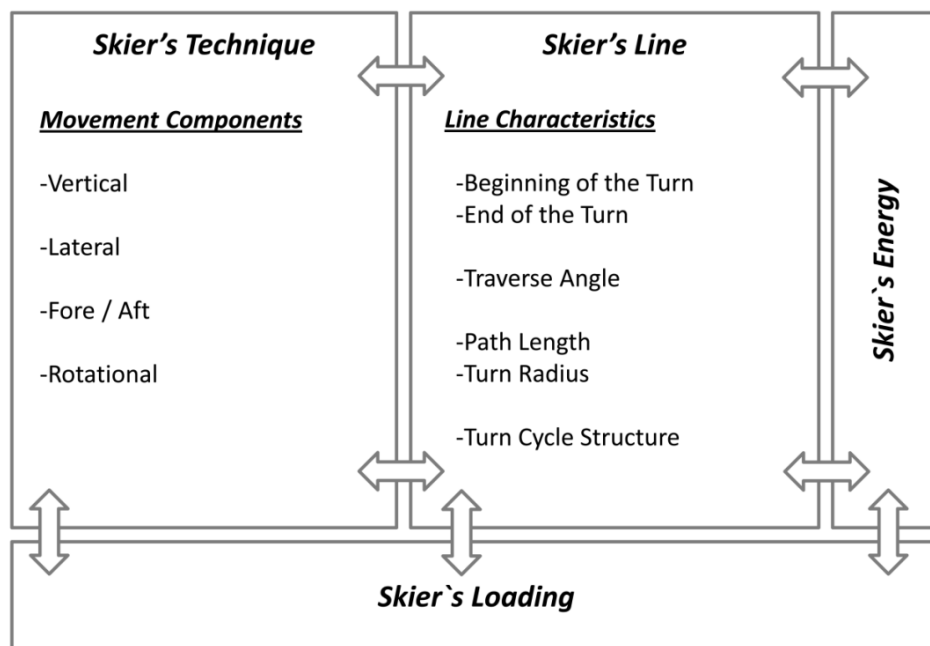 Skier’s Technique
Movement Components
-Vertical
-Lateral
-Fore / Aft
-Rotational
Skier’s Line
Line Characteristics
-Beginning of the Turn
-End of the Turn
-Traverse Angle
-Path Length
-Turn Radius
-Turn Cycle Structure
Skier`s Energy
Skier`s Loading